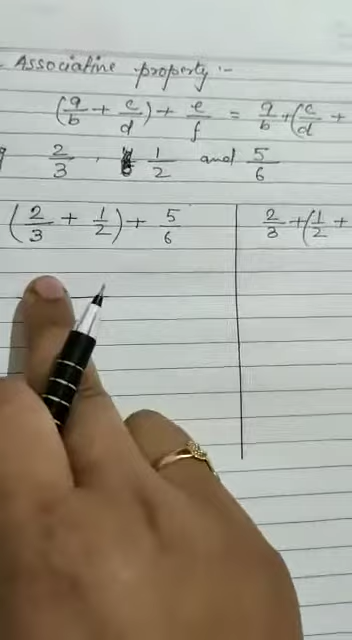 Associative property :-
(a/b + c/d) + e/f = a/b + (c/d +
2/3 , 1/2 and 5/6
(2/3 + 1/2) + 5/6
2/3 + (1/2 +